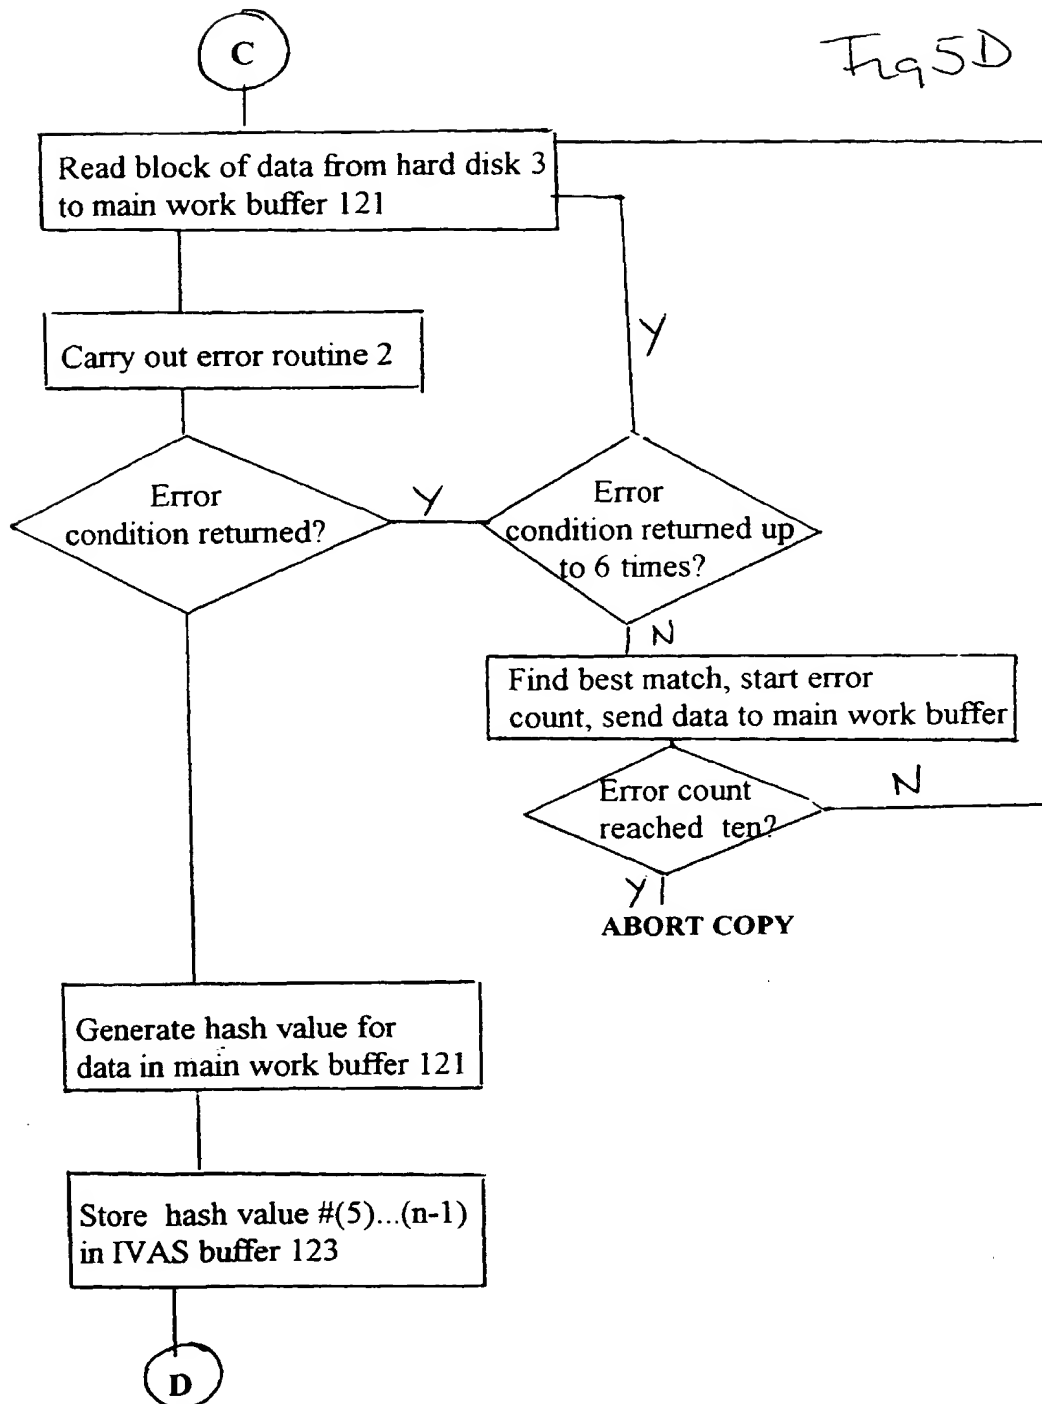 C
Fig 5D
Read block of data from hard disk 3
to main work buffer 121
Y
Carry out error routine 2
Error
condition returned?
Y
Error
condition returned up
to 6 times?
N
Find best match, start error
count, send data to main work buffer
Error count
reached ten?
N
Y
ABORT COPY
Generate hash value for
data in main work buffer 121
Store hash value #(5)...(n-1)
in IVAS buffer 123
D